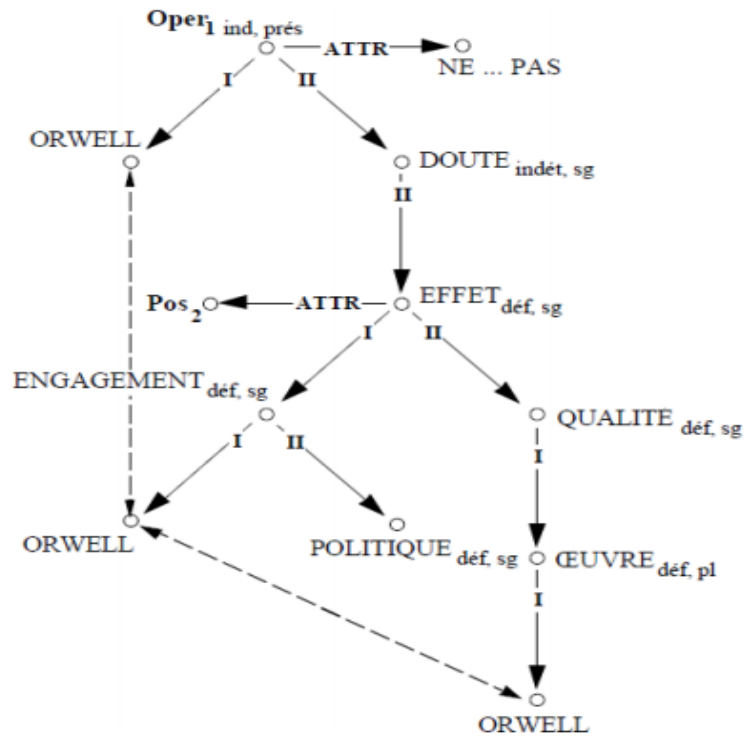 Oper1 ind, prés
ATTR
NE ... PAS
I II
ORWELL
DOUTE indét, sg
II
Pos2 ATTR EFFET déf, sg
I II
ENGAGEMENT déf, sg
QUALITÉ déf, sg
I II I
ORWELL
POLITIQUE déf, sg
ŒUVRE déf, pl
I
ORWELL